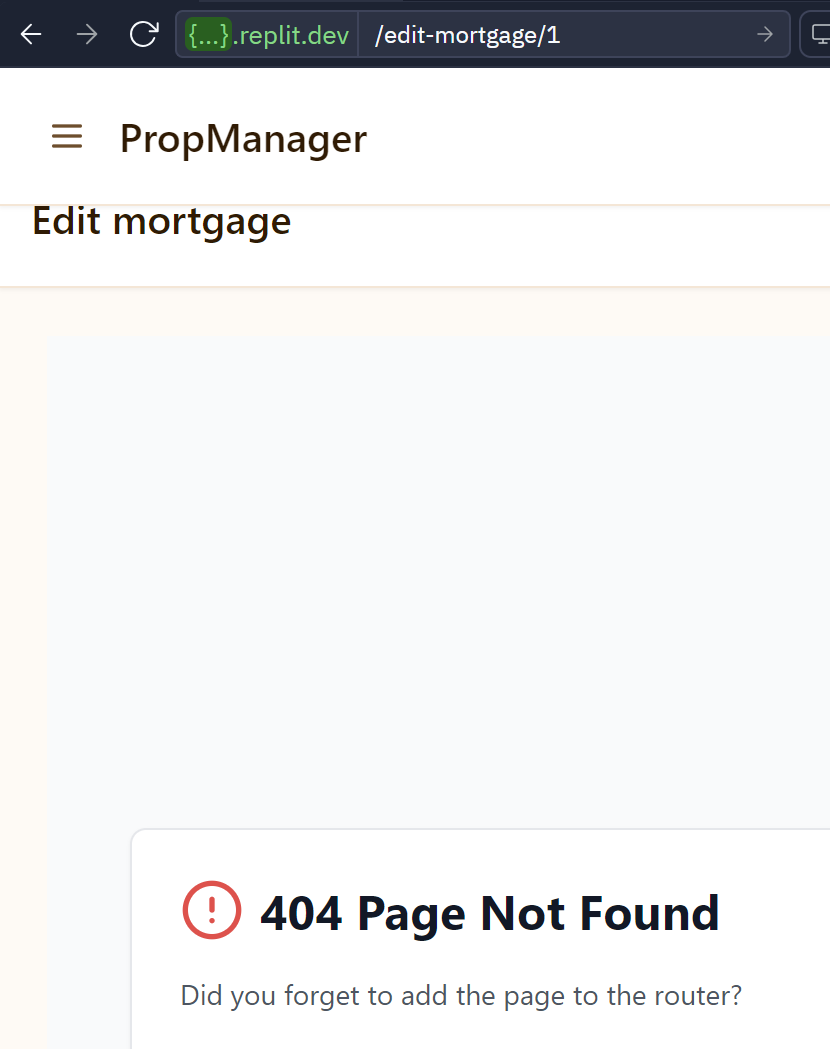 {...}.replit.dev /edit-mortgage/1
PropManager
Edit mortgage
404 Page Not Found
Did you forget to add the page to the router?